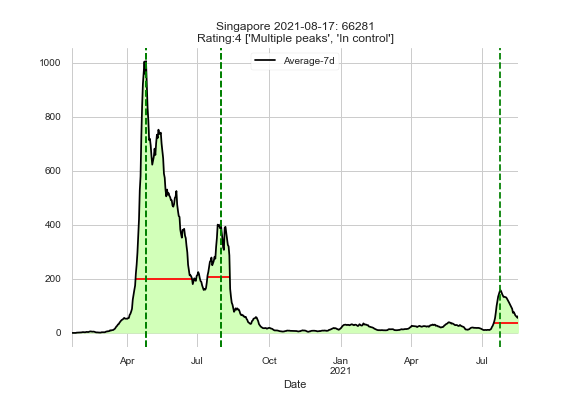 Singapore 2021-08-17: 66281
Rating:4 ['Multiple peaks', 'In control']
Average-7d
1000
800
600
400
200
0
Apr
Jul
Oct
Jan
2021
Apr
Jul
Date